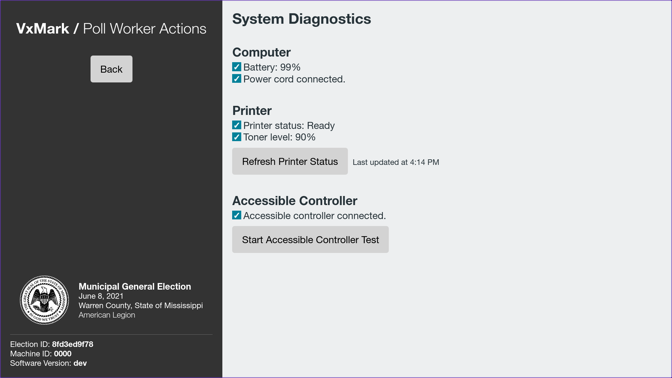 VxMark / Poll Worker Actions
Back
Municipal General Election
June 8, 2021
Warren County, State of Mississippi
American Legion
Election ID: 8fd3ed9f78
Machine ID: 0000
Software Version: dev
System Diagnostics
Computer
Battery: 99%
Power cord connected.
Printer
Printer status: Ready
Toner level: 90%
Refresh Printer Status
Last updated at 4:14 PM
Accessible Controller
Accessible controller connected.
Start Accessible Controller Test